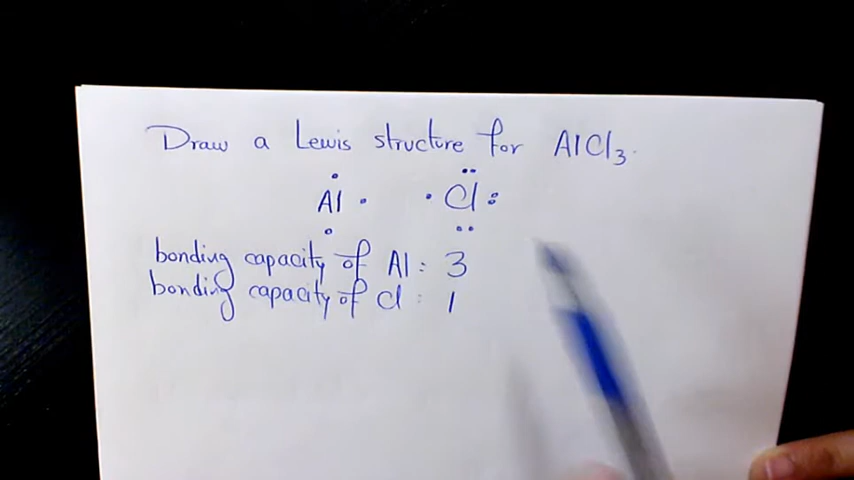 Draw a Lewis structure for AlCl3.
Al Cl
bonding capacity of Al: 3
bonding capacity of Cl: 1